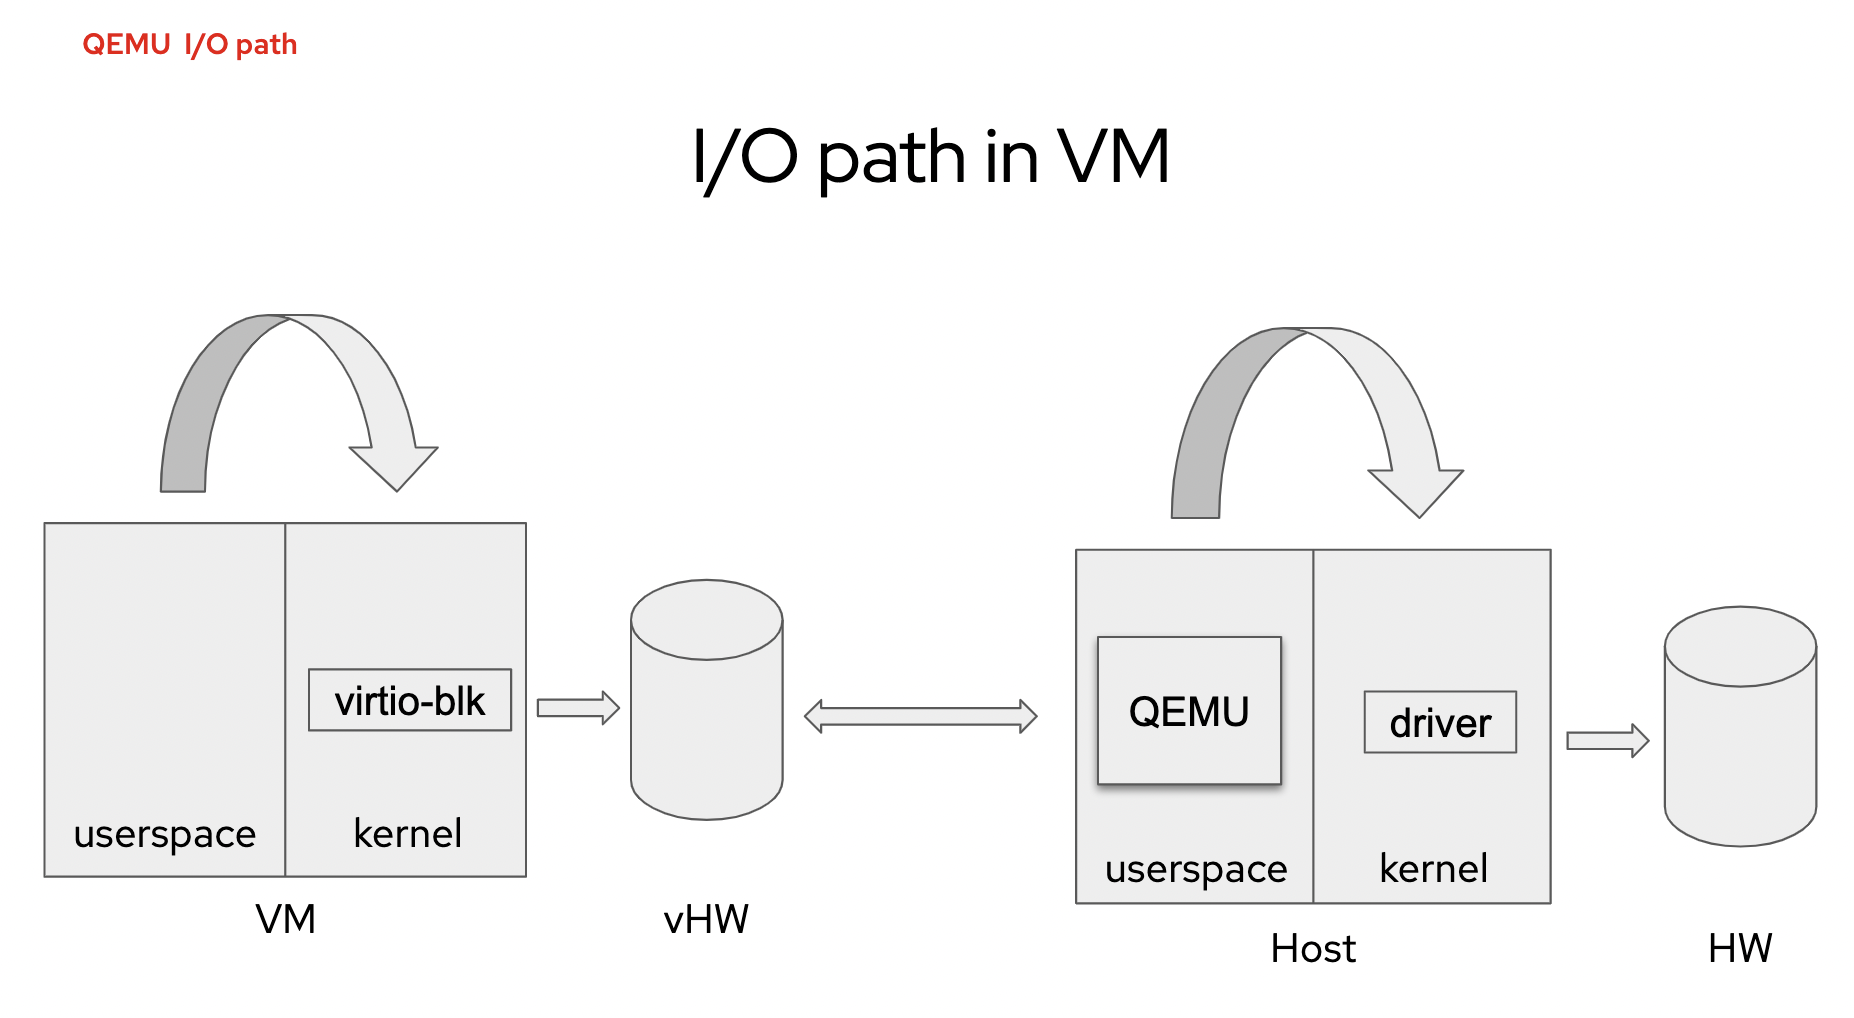 QEMU I/O path
I/O path in VM
virtio-blk
userspace
kernel
VM
vHW
QEMU
driver
userspace
kernel
Host
HW